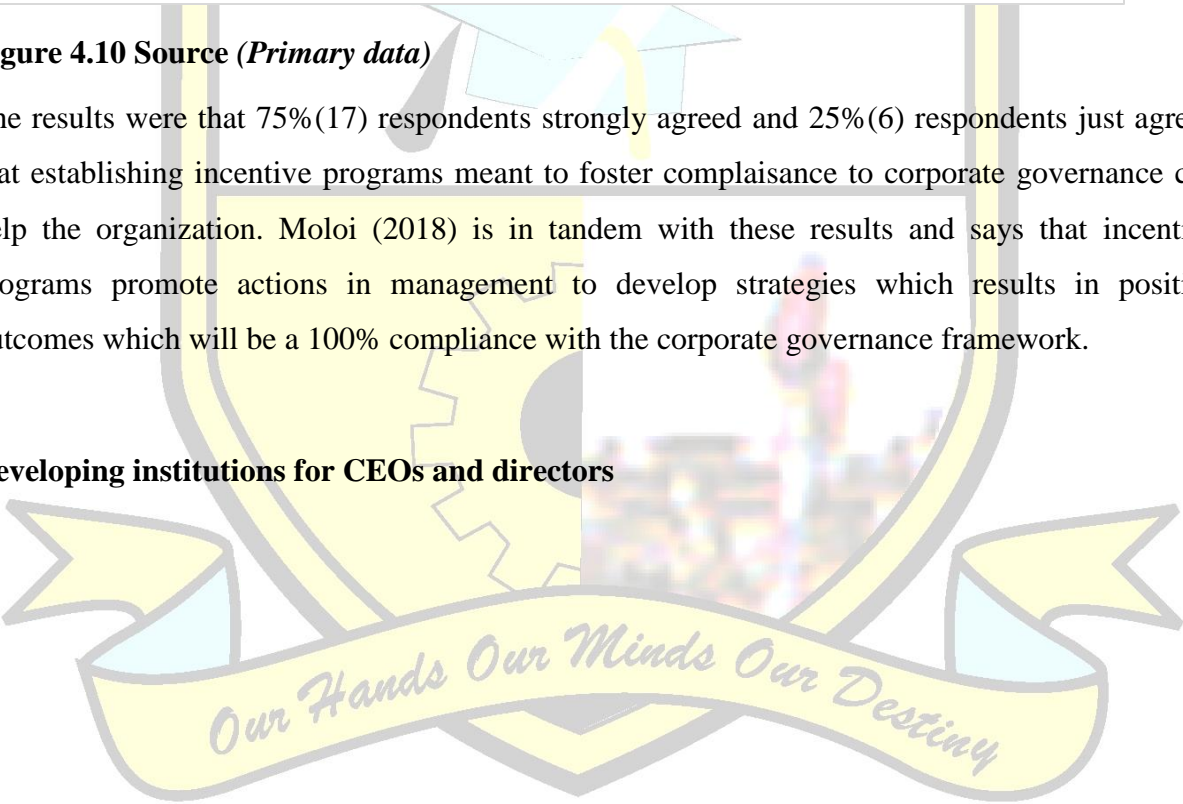 gure 4.10 Source (Primary data)
ne results were that 75%(17) respondents strongly agreed and 25%(6) respondents just agre
at establishing incentive programs meant to foster complaisance to corporate governance c
elp the organization. Moloi (2018) is in tandem with these results and says that incenti
ograms promote actions in management to develop strategies which results in positi
utcomes which will be a 100% compliance with the corporate governance framework.
eveloping institutions for CEOs and directors
Our Hands Our Minds Our Destiny